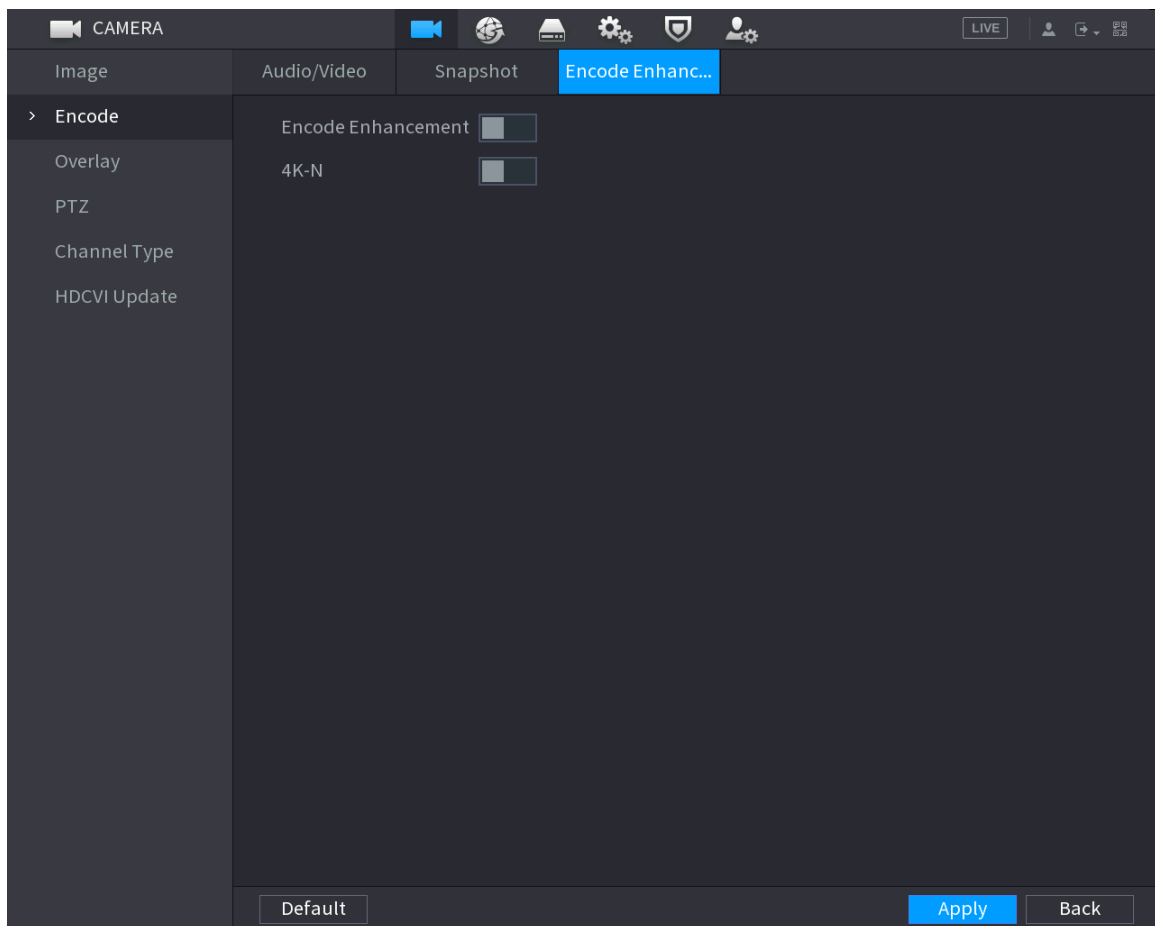 CAMERA
LIVE
Image
Audio/Video
Snapshot
Encode Enhanc...
> Encode
Encode Enhancement
Overlay
4K-N
PTZ
Channel Type
HDCVI Update
Default
Apply
Back